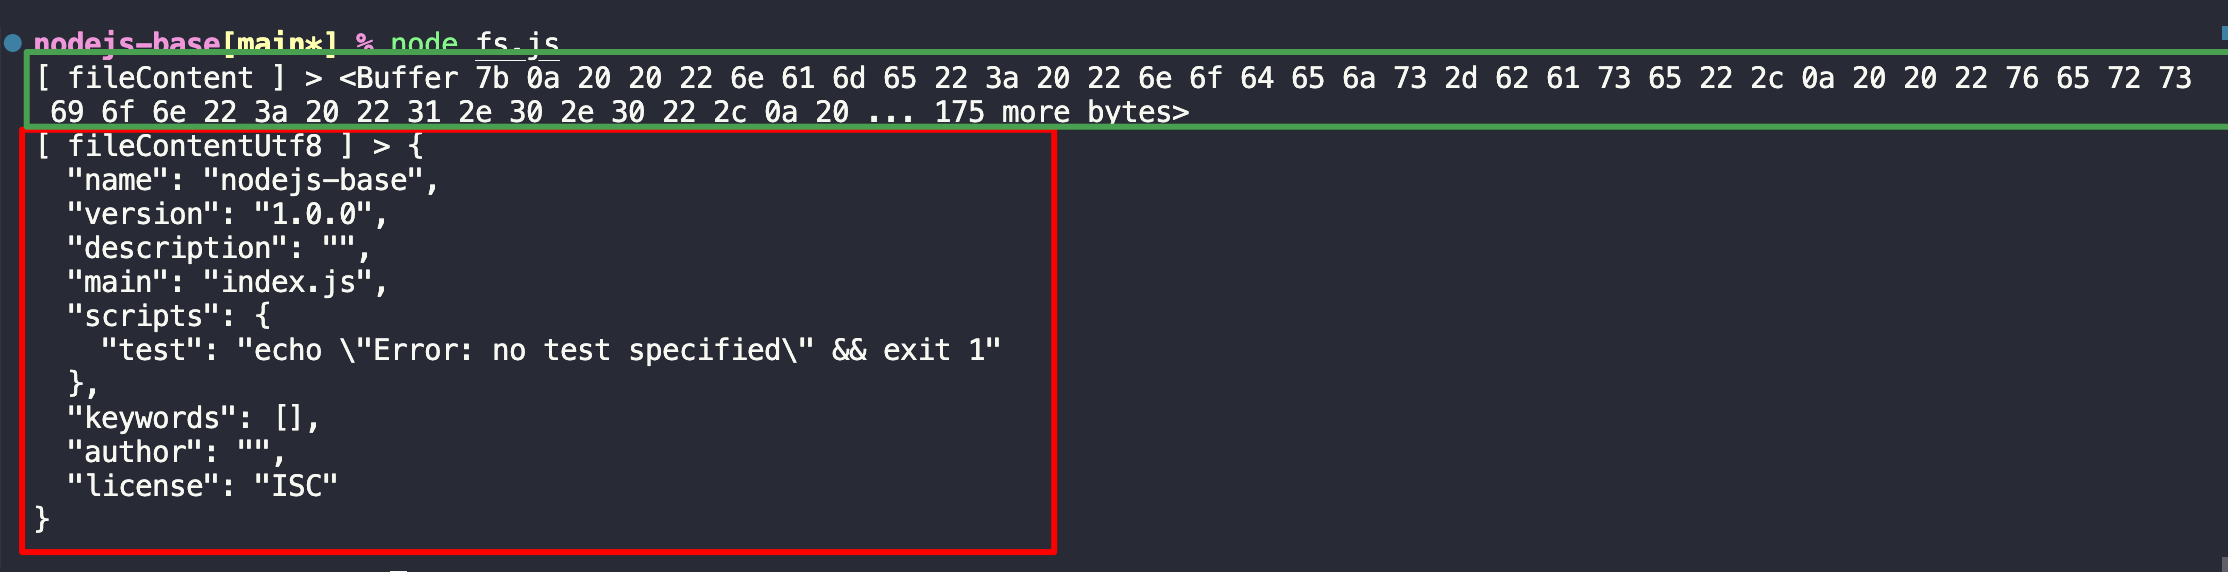 nodejs-base[main*] % node fs.js
[ fileContent ] > <Buffer 7b 0a 20 20 22 6e 61 6d 65 22 3a 20 22 6e 6f 64 65 6a 73 2d 62 61 73 65 22 2c 0a 20 20 22 76 65 72 73
69 6f 6e 22 3a 20 22 31 2e 30 2e 30 22 2c 0a 20 ... 175 more bytes>
[ fileContentUtf8 ] > {
  "name": "nodejs-base",
  "version": "1.0.0",
  "description": "",
  "main": "index.js",
  "scripts": {
    "test": "echo \"Error: no test specified\" && exit 1"
  },
  "keywords": [],
  "author": "",
  "license": "ISC"
}